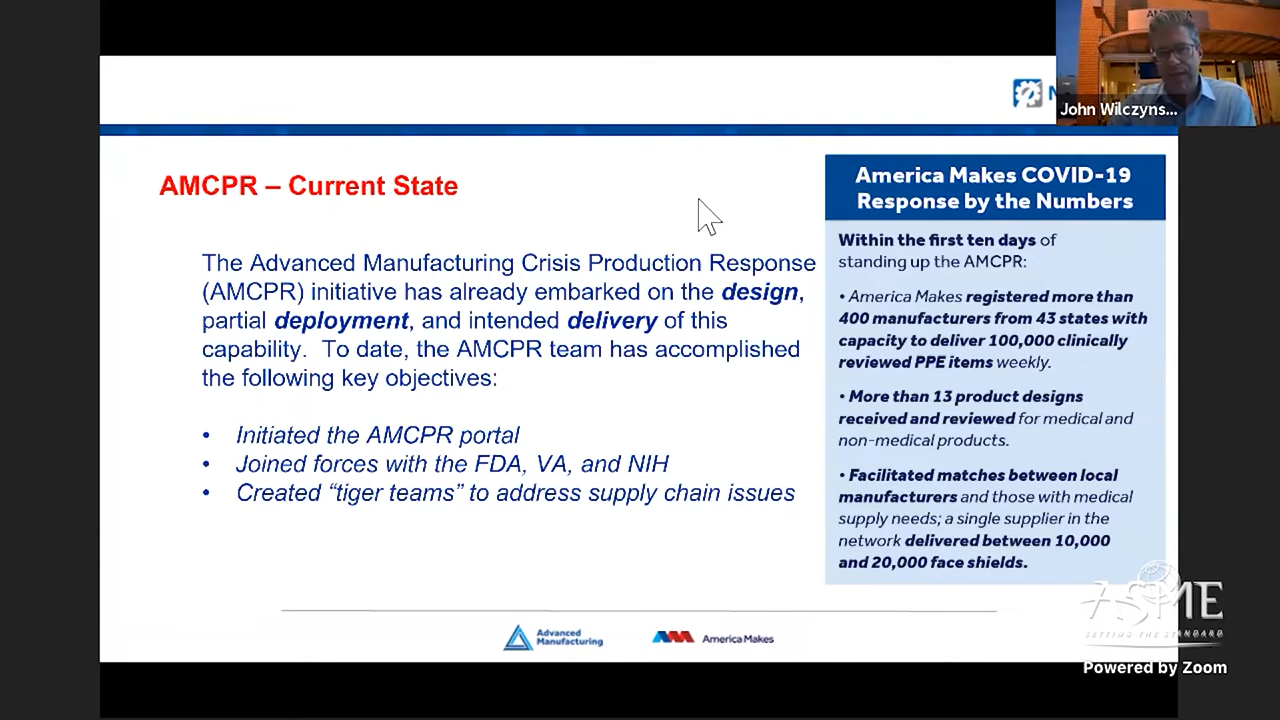 John Wilczyns...
AMCPR – Current State
The Advanced Manufacturing Crisis Production Response
(AMCPR) initiative has already embarked on the design,
partial deployment, and intended delivery of this
capability.  To date, the AMCPR team has accomplished
the following key objectives:
• Initiated the AMCPR portal
• Joined forces with the FDA, VA, and NIH
• Created “tiger teams” to address supply chain issues
America Makes COVID-19
Response by the Numbers
Within the first ten days of
standing up the AMCPR:
• America Makes registered more than
400 manufacturers from 43 states with
capacity to deliver 100,000 clinically
reviewed PPE items weekly.
• More than 13 product designs
received and reviewed for medical and
non-medical products.
• Facilitated matches between local
manufacturers and those with medical
supply needs; a single supplier in the
network delivered between 10,000
and 20,000 face shields.
Advanced
Manufacturing
America Makes
ASME
SETTING THE STANDARD
Powered by Zoom